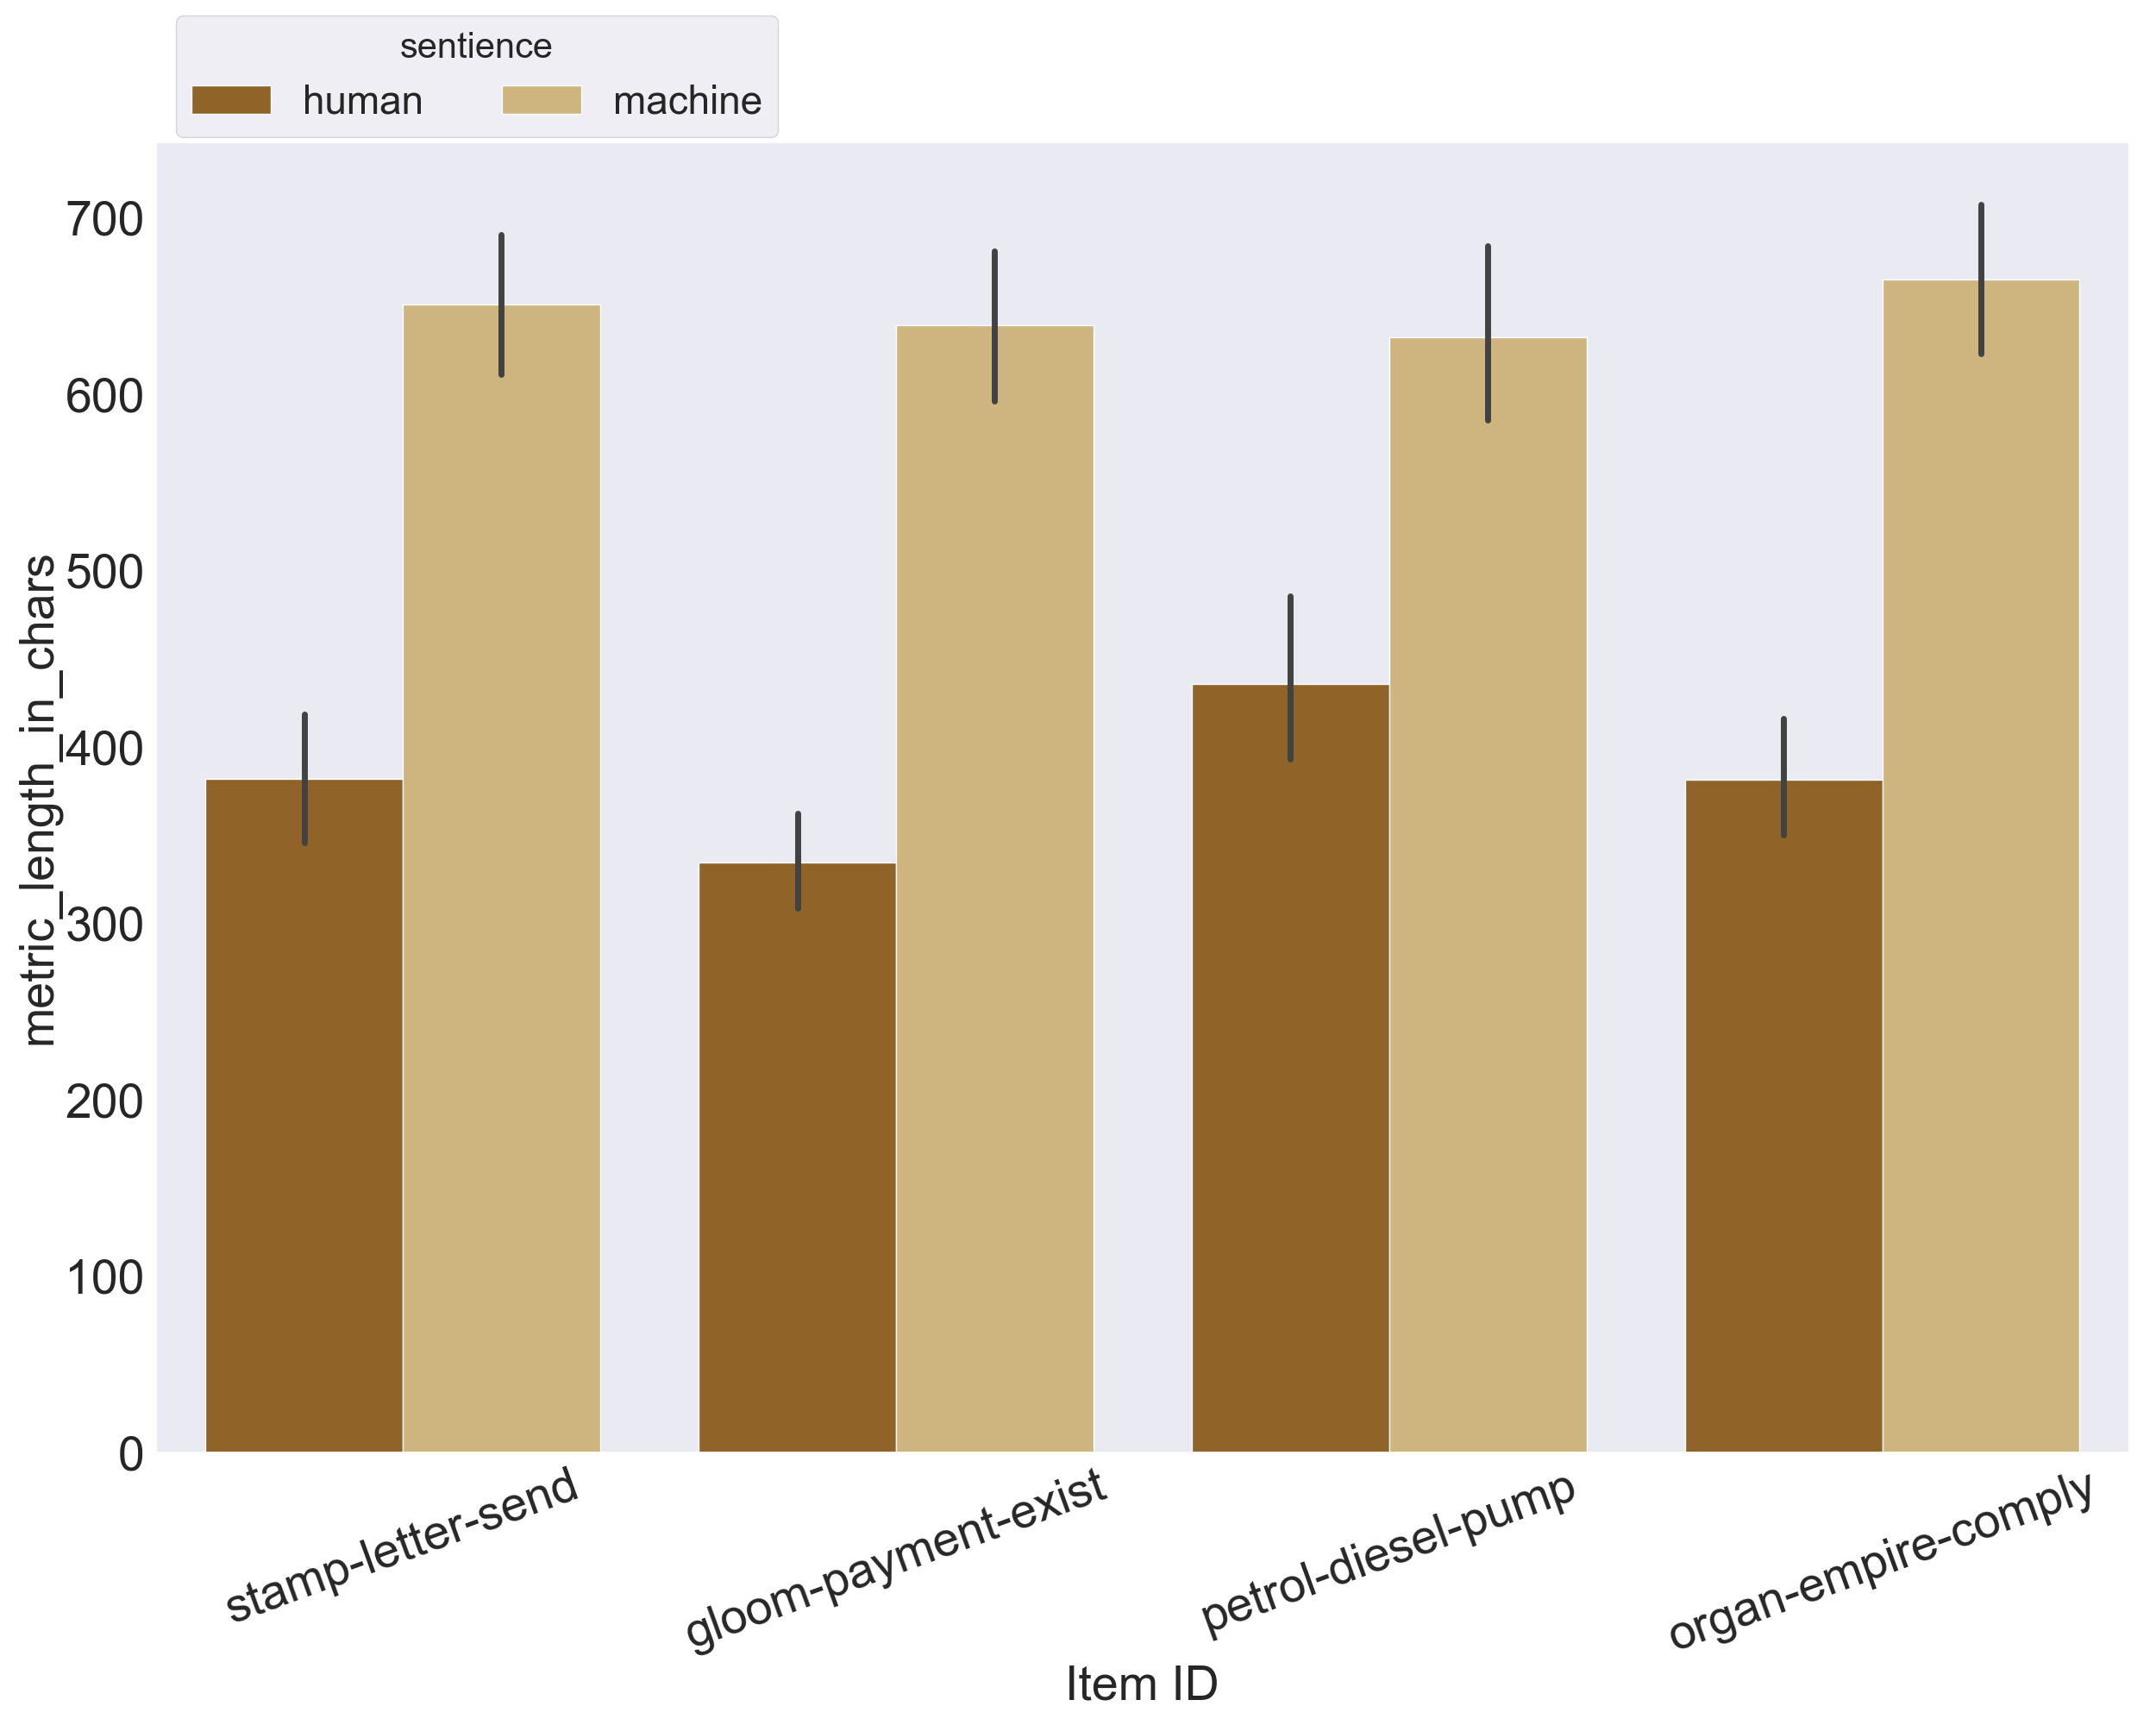 sentience
human machine
metric_length_in_chars
700
600
500
400
300
200
100
0
stamp-letter-send
gloom-payment-exist
petrol-diesel-pump
organ-empire-comply
Item ID